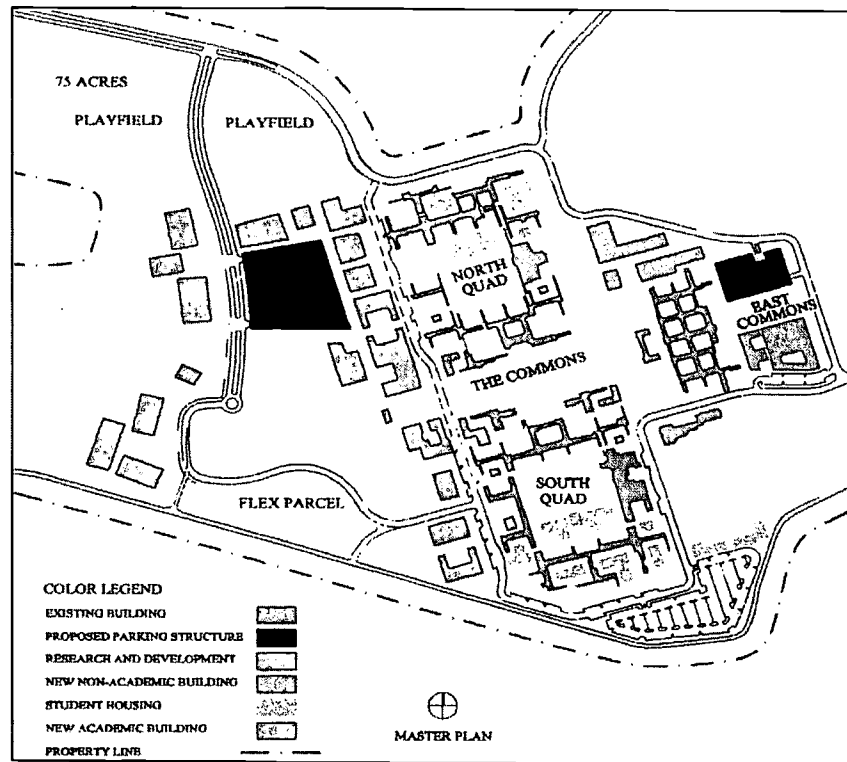 75 ACRES
PLAYFIELD
PLAYFIELD
NORTH
QUAD
EAST
COMMONS
THE COMMONS
SOUTH
QUAD
FLEX PARCEL
COLOR LEGEND
EXISTING BUILDING
PROPOSED PARKING STRUCTURE
RESEARCH AND DEVELOPMENT
NEW NON-ACADEMIC BUILDING
STUDENT HOUSING
NEW ACADEMIC BUILDING
PROPERTY LINE
MASTER PLAN